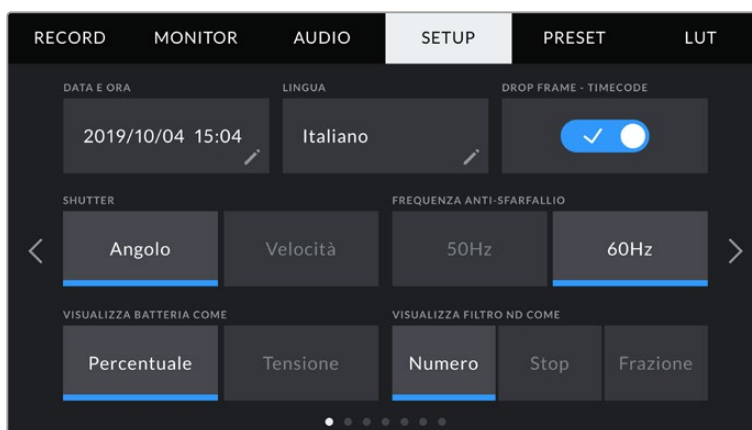 RECORD MONITOR AUDIO SETUP PRESET LUT
DATA E ORA LINGUA DROP FRAME - TIMECODE
2019/10/04 15:04 Italiano
SHUTTER FREQUENZA ANTI-SFARFALLIO
Angolo Velocità 50Hz 60Hz
VISUALIZZA BATTERIA COME VISUALIZZA FILTRO ND COME
Percentuale Tensione Numero Stop Frazione